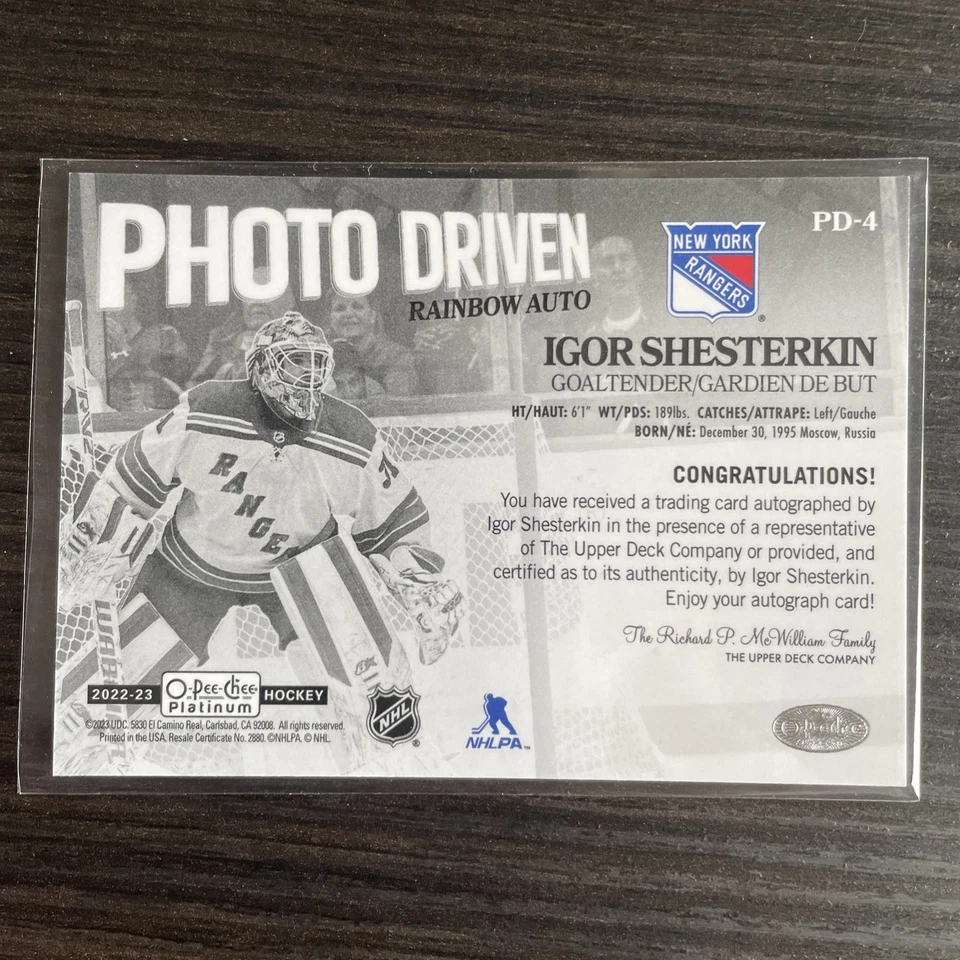 PHOTO DRIVEN
RAINBOW AUTO
PD-4
NEW YORK
RANGERS
IGOR SHESTERKIN
GOALTENDER/GARDIEN DE BUT
HT/HAUT: 6'1" WT/PDS: 189lbs. CATCHES/ATTRAPE: Left/Gauche
BORN/NÉ: December 30, 1995 Moscow, Russia
CONGRATULATIONS!
You have received a trading card autographed by
Igor Shesterkin in the presence of a representative
of The Upper Deck Company or provided, and
certified as to its authenticity, by Igor Shesterkin.
Enjoy your autograph card!
The Richard P. McWilliam Family
THE UPPER DECK COMPANY
RANGE
2022-23 O-Pee-Chee Platinum HOCKEY
©2023 UDC. 5830 El Camino Real, Carlsbad, CA 92008. All rights reserved.
Printed in the USA. Resale Certificate No. 2880. ©NHLPA. © NHL.
NHL ®
NHLPA™
O-Pee-Chee